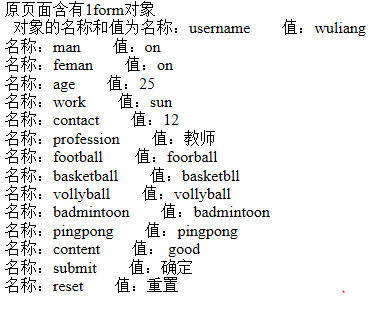 原页面含有1form对象
对象的名称和值为名称：username 值：wuliang
名称：man 值：on
名称：feman 值：on
名称：age 值：25
名称：work 值：sun
名称：contact 值：12
名称：profession 值：教师
名称：football 值：foorball
名称：basketball 值：basketbll
名称：vollyball 值：vollyball
名称：badmintoon 值：badmintoon
名称：pingpong 值：pingpong
名称：content 值：good
名称：submit 值：确定
名称：reset 值：重置